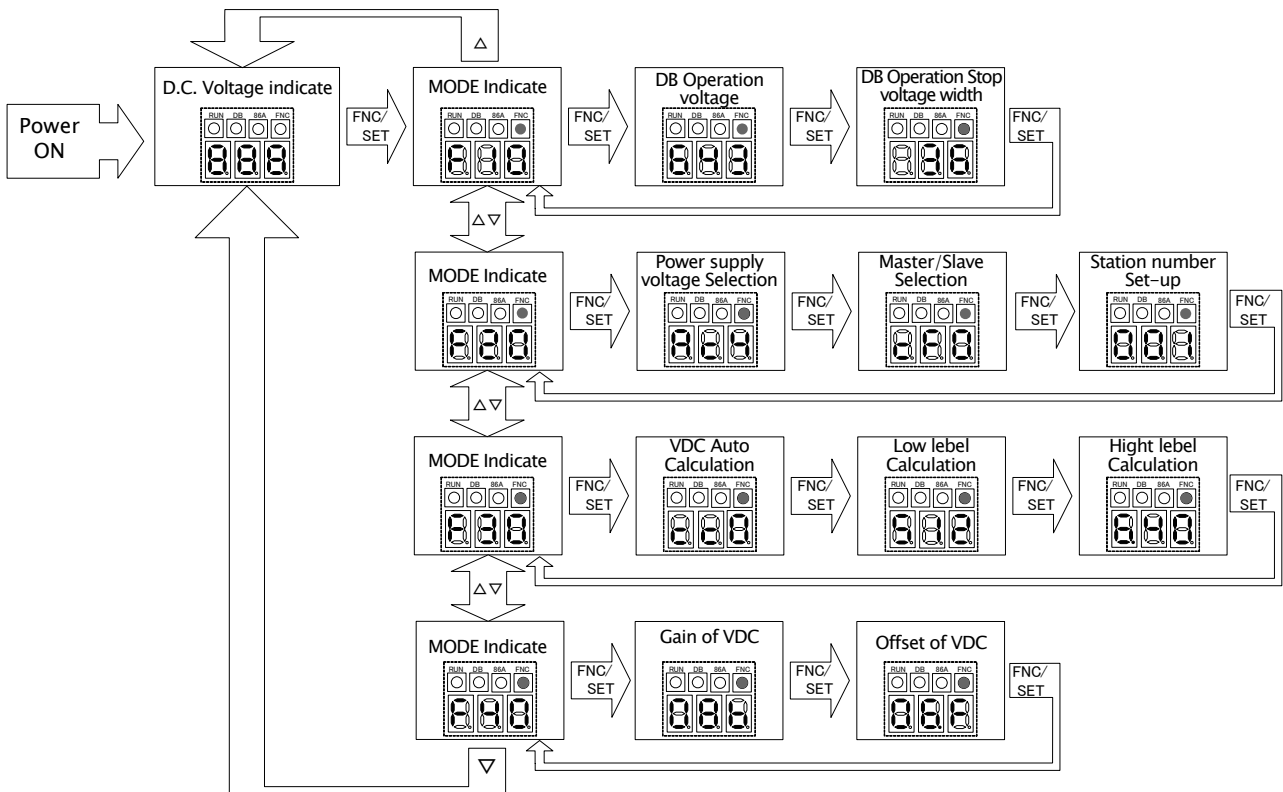 △
Power
ON
D.C. Voltage indicate
RUN DB 86A FNC
FNC/
SET
MODE Indicate
RUN DB 86A FNC
FNC/
SET
DB Operation
voltage
RUN DB 86A FNC
FNC/
SET
DB Operation Stop
voltage width
RUN DB 86A FNC
FNC/
SET
△▽
MODE Indicate
RUN DB 86A FNC
FNC/
SET
Power supply
voltage Selection
RUN DB 86A FNC
FNC/
SET
Master/Slave
Selection
RUN DB 86A FNC
FNC/
SET
Station number
Set-up
RUN DB 86A FNC
FNC/
SET
△▽
MODE Indicate
RUN DB 86A FNC
FNC/
SET
VDC Auto
Calculation
RUN DB 86A FNC
FNC/
SET
Low lebel
Calculation
RUN DB 86A FNC
FNC/
SET
Hight lebel
Calculation
RUN DB 86A FNC
FNC/
SET
△▽
MODE Indicate
RUN DB 86A FNC
FNC/
SET
Gain of VDC
RUN DB 86A FNC
FNC/
SET
Offset of VDC
RUN DB 86A FNC
FNC/
SET
▽